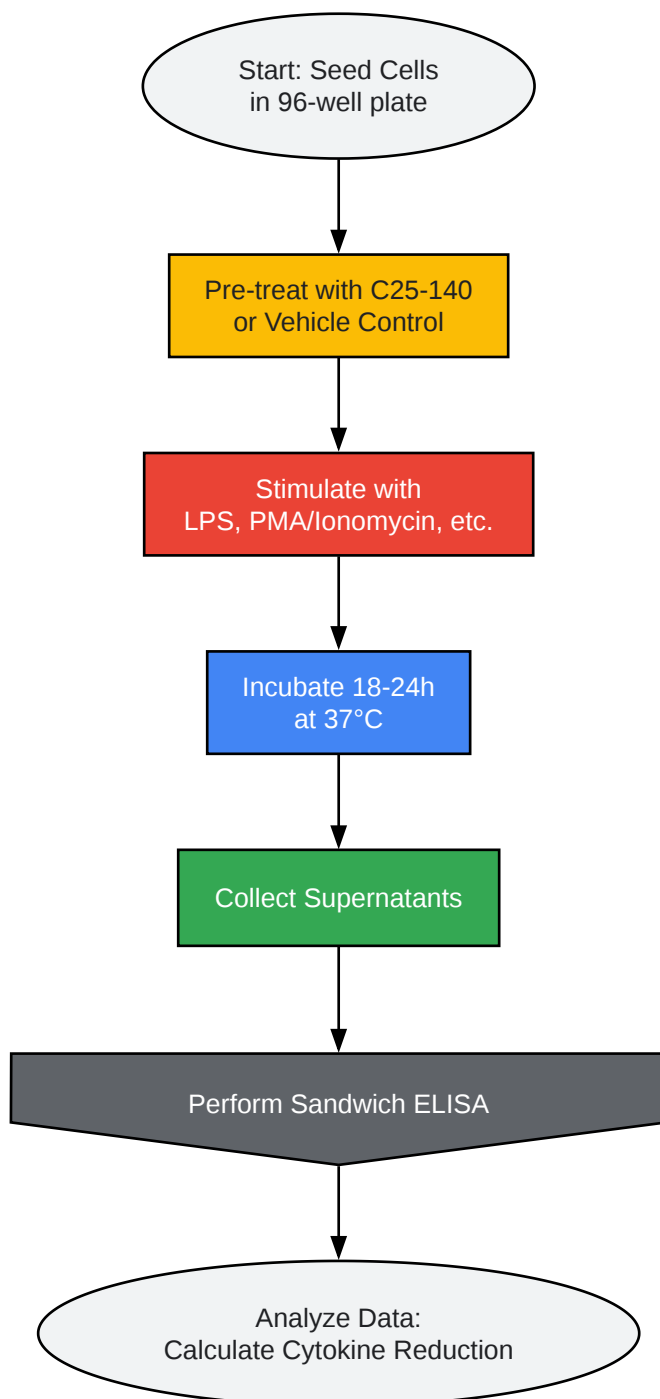 Start: Seed Cells
in 96-well plate
Pre-treat with C25-140
or Vehicle Control
Stimulate with
LPS, PMA/Ionomycin, etc.
Incubate 18-24h
at 37°C
Collect Supernatants
Perform Sandwich ELISA
Analyze Data:
Calculate Cytokine Reduction